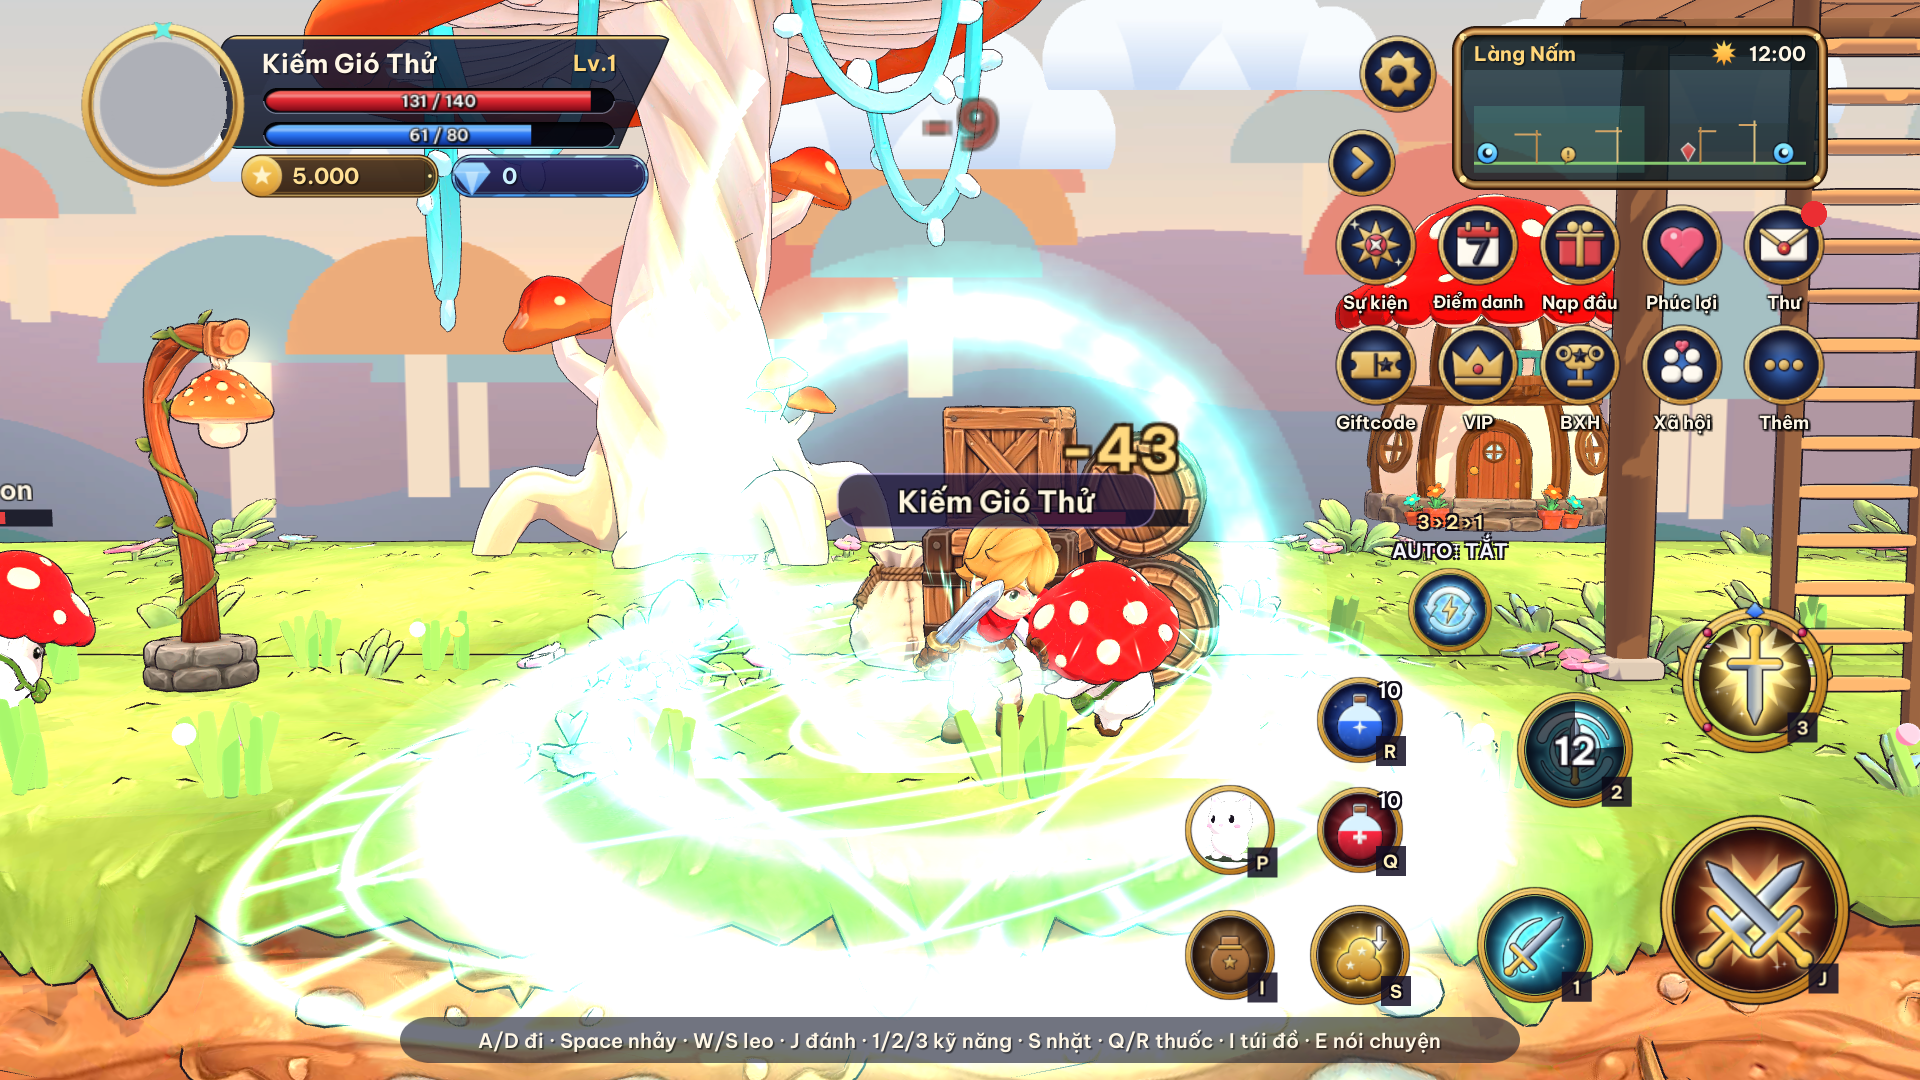 Kiếm Gió Thử
Lv.1
131 / 140
61 / 80
5.000
0
-9
Làng Nấm
12:00
Sự kiện
Điểm danh
7
Nạp đầu
Phúc lợi
Thư
Giftcode
VIP
BXH
Xã hội
Thêm
-43
Kiếm Gió Thử
on
3>2>1
AUTO: TẮT
10
R
10
Q
P
I
S
12
2
3
1
J
A/D đi · Space nhảy · W/S leo · J đánh · 1/2/3 kỹ năng · S nhặt · Q/R thuốc · I túi đồ · E nói chuyện